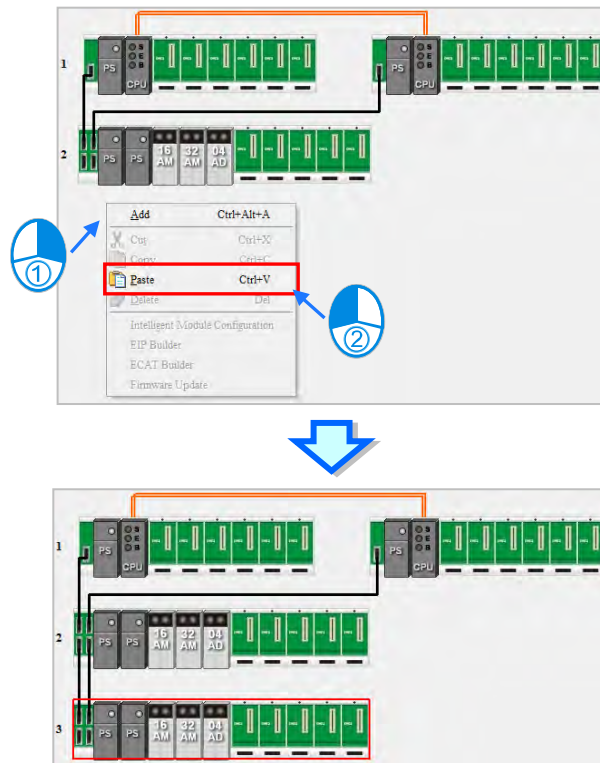 1 PS CPU PS CPU
2 PS PS 16 AM 32 AM 04 AD
Add Ctrl+Alt+A
Cut Ctrl+X
Copy Ctrl+C
Paste Ctrl+V
Delete Del
Intelligent Module Configuration
EIP Builder
ECAT Builder
Firmware Update
①
②
1 PS CPU PS CPU
2 PS PS 16 AM 32 AM 04 AD
3 PS PS 16 AM 32 AM 04 AD